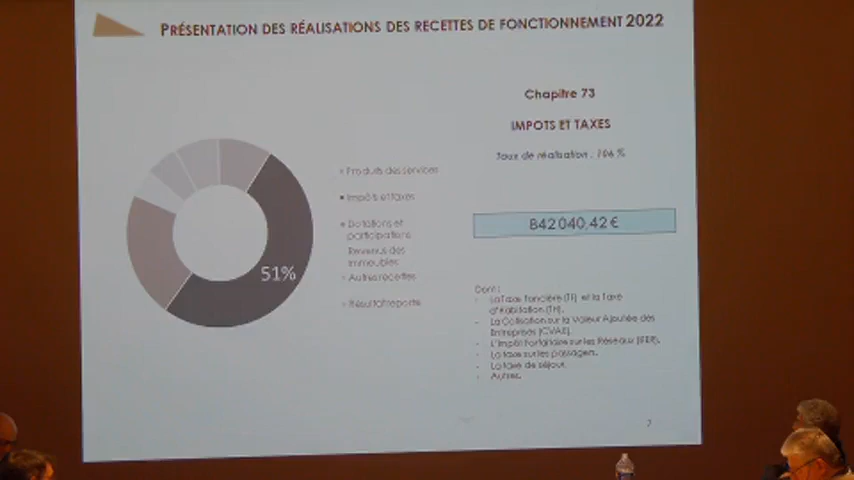 PRÉSENTATION DES RÉALISATIONS DES RECETTES DE FONCTIONNEMENT 2022
Chapitre 73
IMPOTS ET TAXES
Taux de réalisation : 106 %
Produits des services
Impôts et taxes
Dotations et
participations
Revenus des
immeubles
Autres recettes
Résultat reporté
51%
842 040,42 €
Dont :
- La Taxe Foncière (TF) et la Taxe
d'Habitation (TH).
- La Cotisation sur la Valeur Ajoutée des
Entreprises (CVAE).
- L'Impôt Forfaitaire sur les Réseaux (IFER).
- La taxe sur les passagers.
- La taxe de séjour.
- Autres.
7